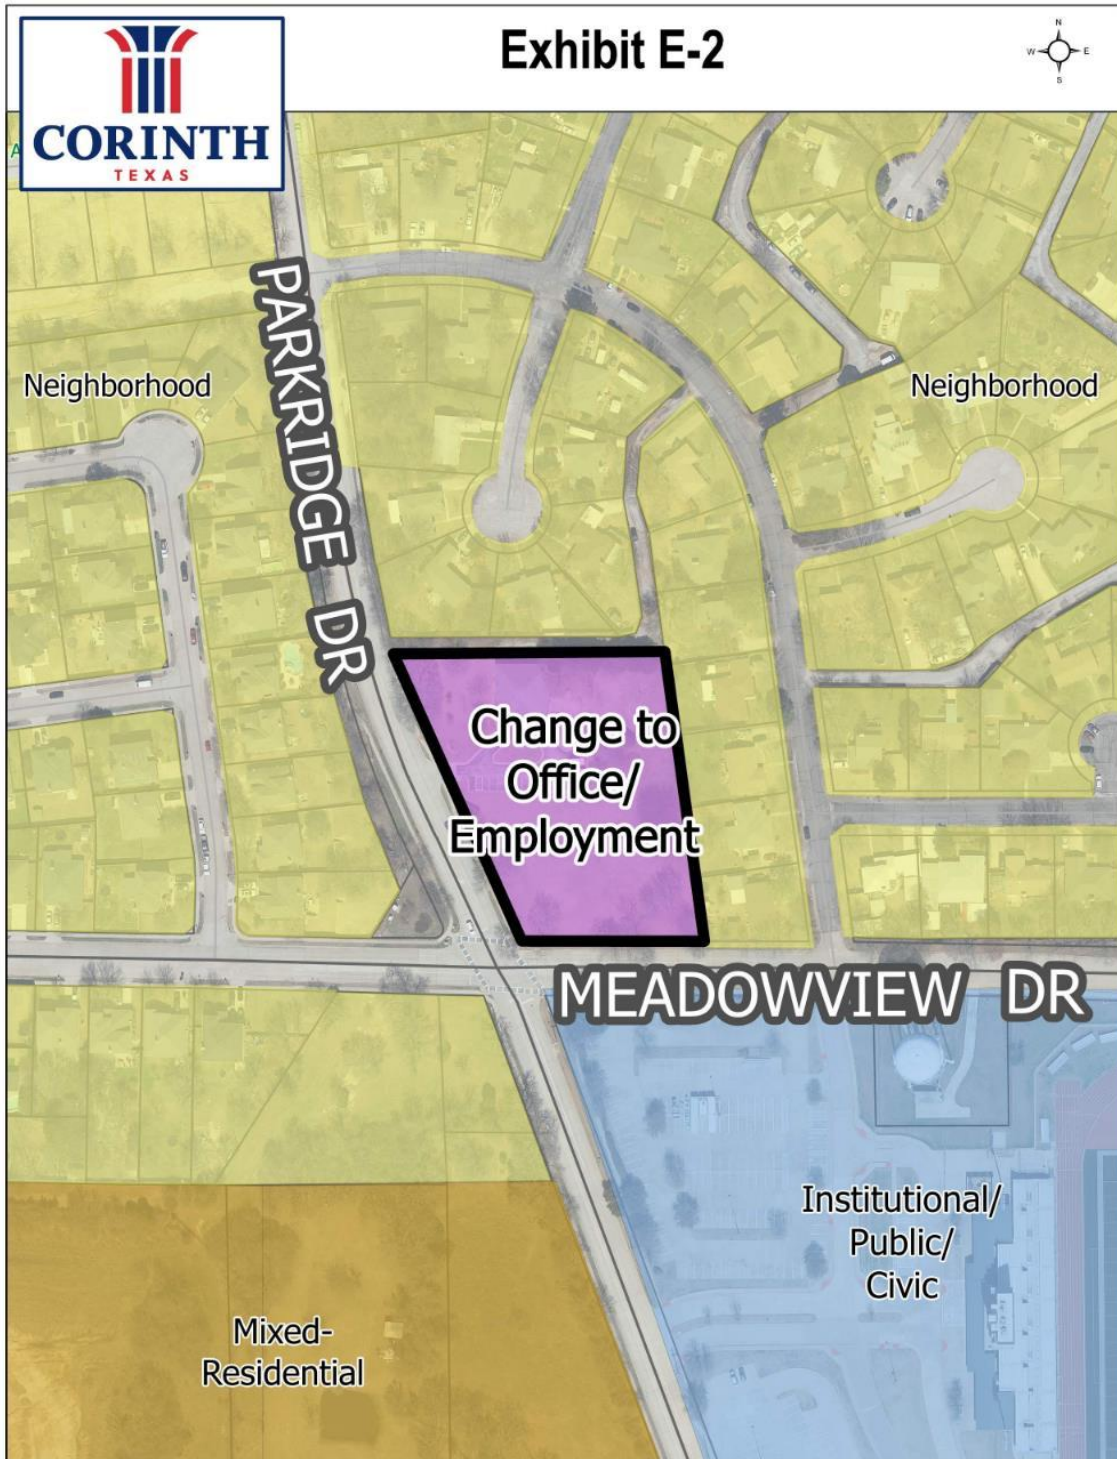 Exhibit E-2
N
W
E
S
CORINTH
TEXAS
PARKRIDGE DR
Neighborhood
Neighborhood
Change to
Office/
Employment
MEADOWVIEW DR
Institutional/
Public/
Civic
Mixed-
Residential